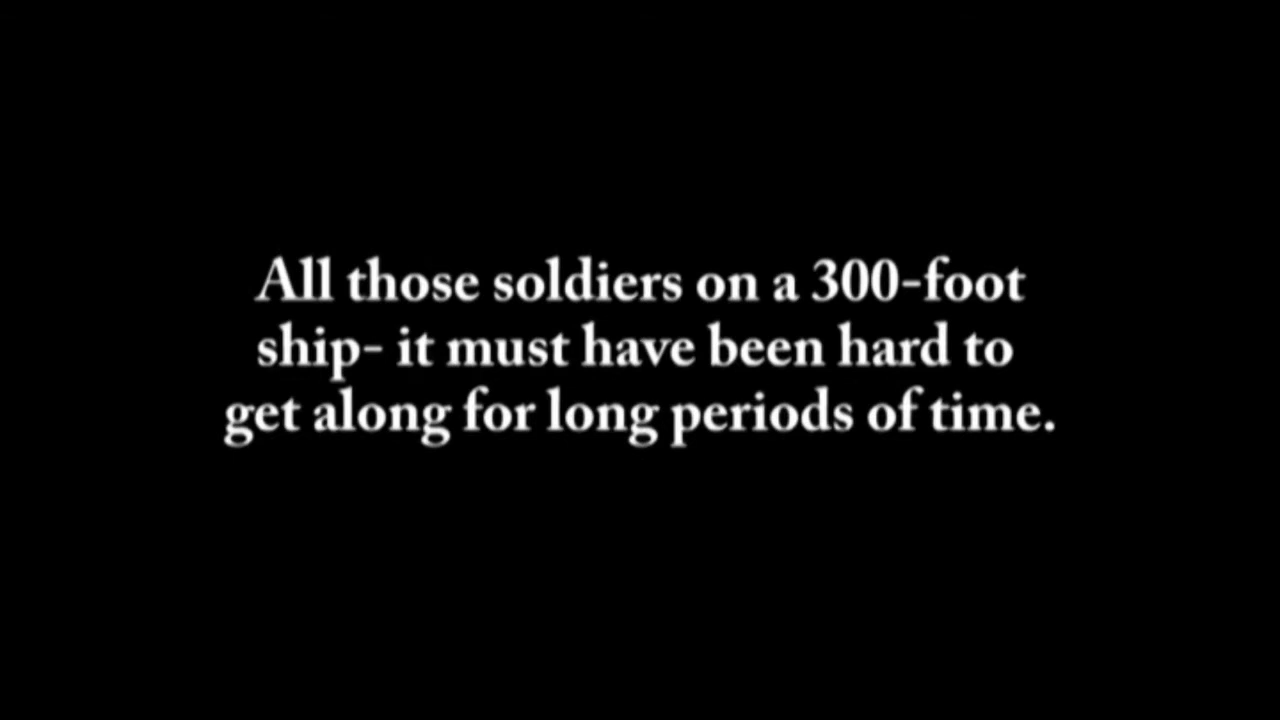 All those soldiers on a 300-foot
ship- it must have been hard to
get along for long periods of time.